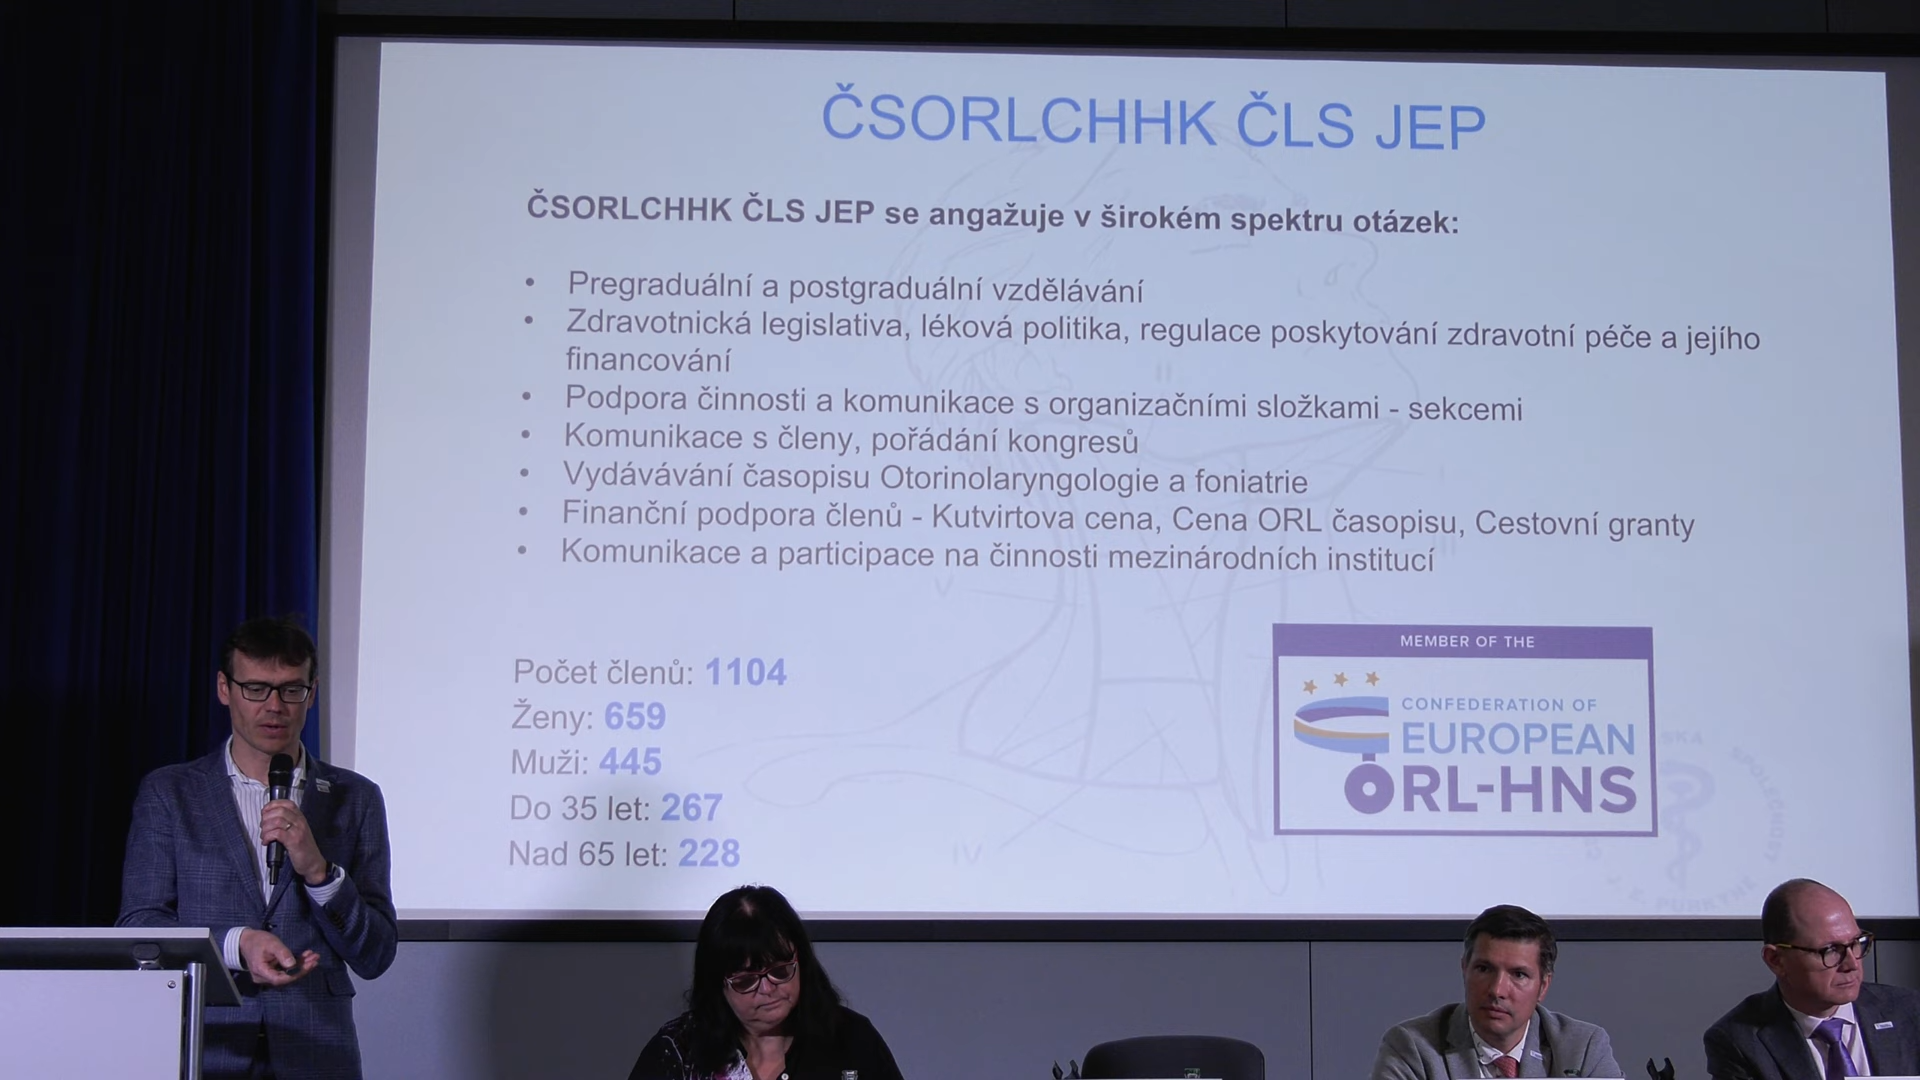 ČSORLCHHK ČLS JEP
ČSORLCHHK ČLS JEP se angažuje v širokém spektru otázek:
• Pregraduální a postgraduální vzdělávání
• Zdravotnická legislativa, léková politika, regulace poskytování zdravotní péče a jejího
financování
• Podpora činnosti a komunikace s organizačními složkami - sekcemi
• Komunikace s členy, pořádání kongresů
• Vydávávání časopisu Otorinolaryngologie a foniatrie
• Finanční podpora členů - Kutvirtova cena, Cena ORL časopisu, Cestovní granty
• Komunikace a participace na činnosti mezinárodních institucí
Počet členů: 1104
Ženy: 659
Muži: 445
Do 35 let: 267
Nad 65 let: 228
MEMBER OF THE
CONFEDERATION OF
EUROPEAN
ORL-HNS
II
V
IV
SPOLEČNOST
J. E. PURKYNĚ